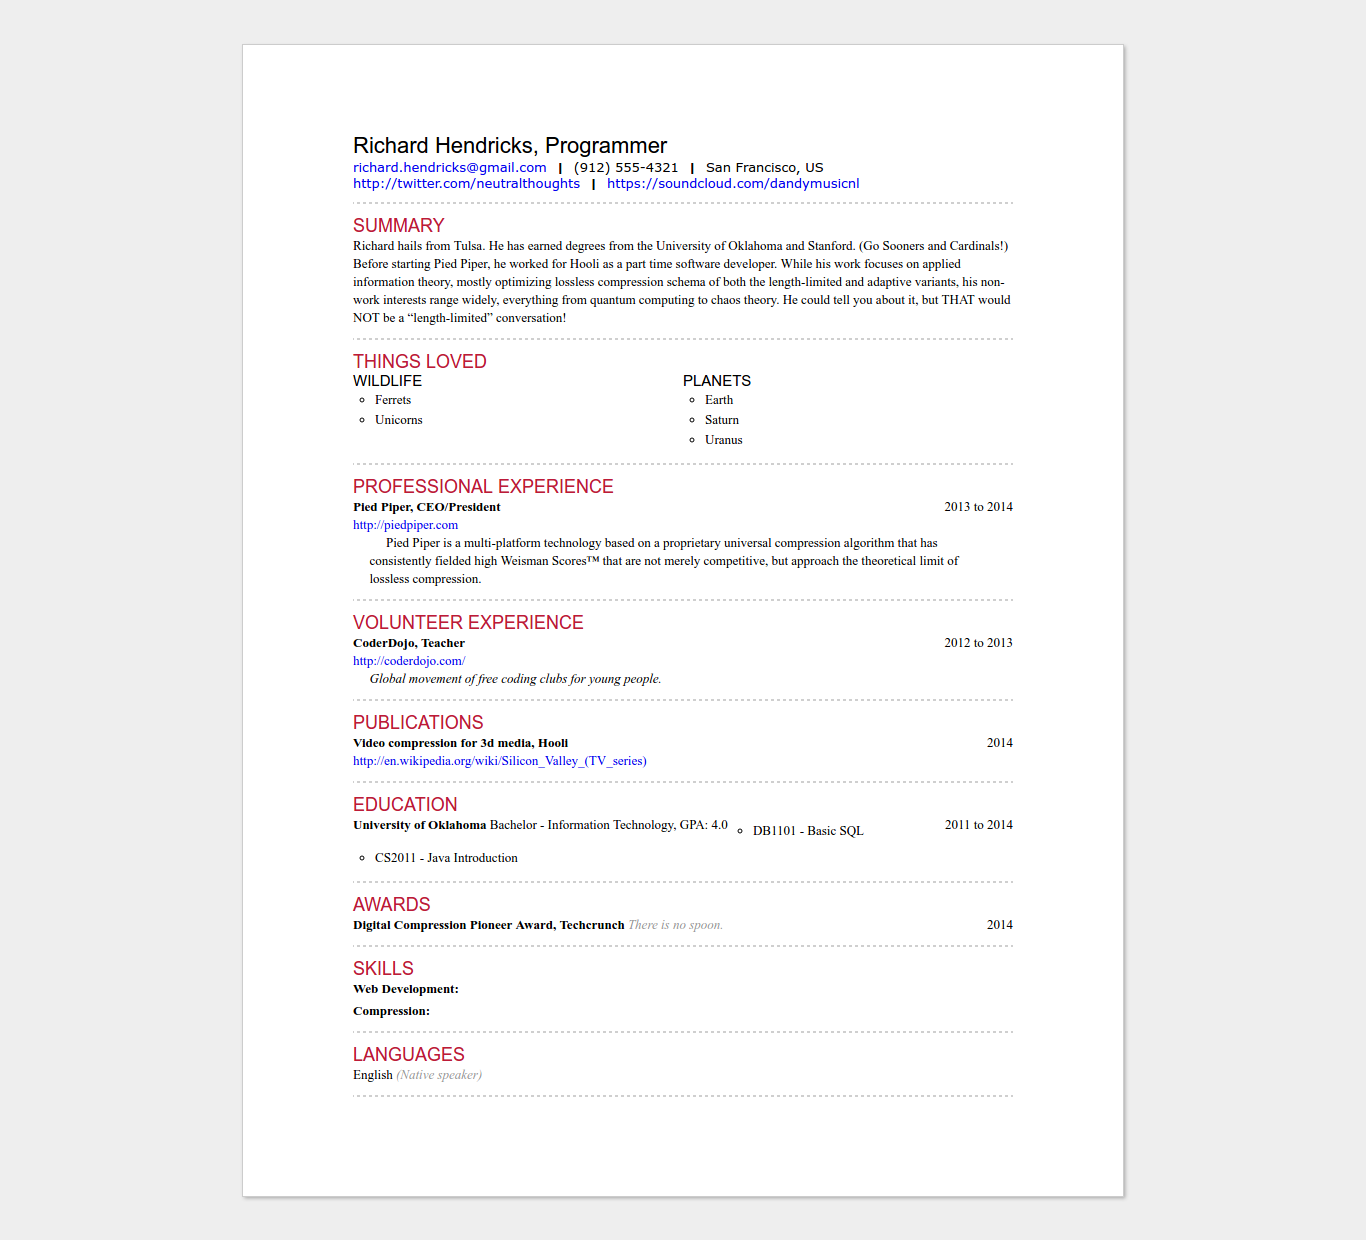 Richard Hendricks, Programmer
richard.hendricks@gmail.com | (912) 555-4321 | San Francisco, US
http://twitter.com/neutralthoughts | https://soundcloud.com/dandymusicnl
SUMMARY
Richard hails from Tulsa. He has earned degrees from the University of Oklahoma and Stanford. (Go Sooners and Cardinals!)
Before starting Pied Piper, he worked for Hooli as a part time software developer. While his work focuses on applied
information theory, mostly optimizing lossless compression schema of both the length-limited and adaptive variants, his non-
work interests range widely, everything from quantum computing to chaos theory. He could tell you about it, but THAT would
NOT be a “length-limited” conversation!
THINGS LOVED
WILDLIFE
Ferrets
Unicorns
PLANETS
Earth
Saturn
Uranus
PROFESSIONAL EXPERIENCE
Pied Piper, CEO/President 2013 to 2014
http://piedpiper.com
Pied Piper is a multi-platform technology based on a proprietary universal compression algorithm that has
consistently fielded high Weisman Scores™ that are not merely competitive, but approach the theoretical limit of
lossless compression.
VOLUNTEER EXPERIENCE
CoderDojo, Teacher 2012 to 2013
http://coderdojo.com/
Global movement of free coding clubs for young people.
PUBLICATIONS
Video compression for 3d media, Hooli 2014
http://en.wikipedia.org/wiki/Silicon_Valley_(TV_series)
EDUCATION
University of Oklahoma Bachelor - Information Technology, GPA: 4.0 DB1101 - Basic SQL 2011 to 2014
CS2011 - Java Introduction
AWARDS
Digital Compression Pioneer Award, Techcrunch There is no spoon. 2014
SKILLS
Web Development:
Compression:
LANGUAGES
English (Native speaker)